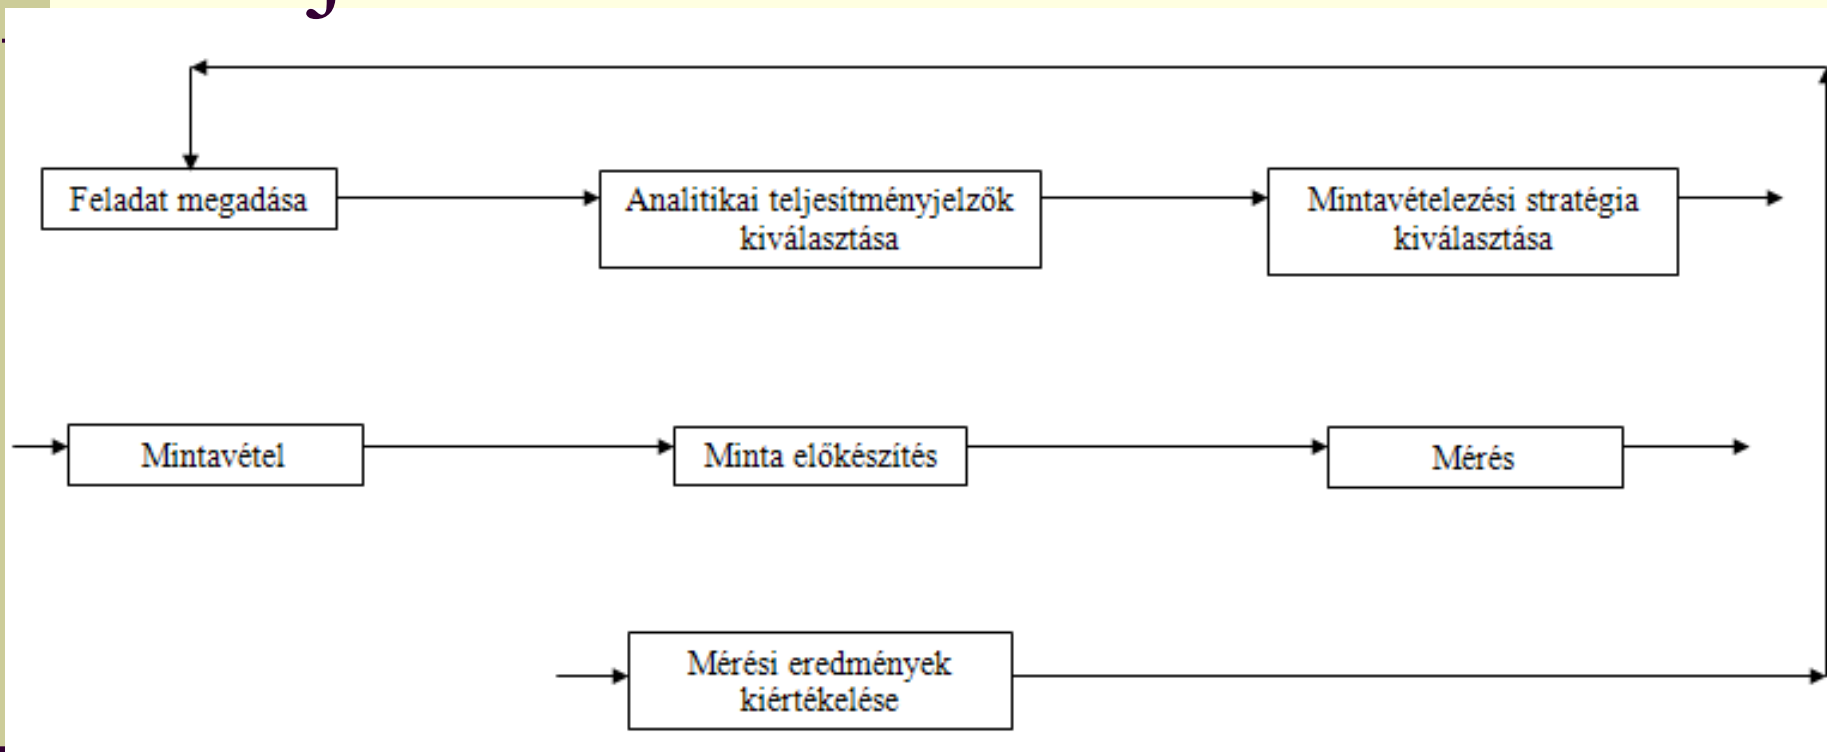 Feladat megadása
Analitikai teljesítményjelzők
kiválasztása
Mintavételezési stratégia
kiválasztása
Mintavétel
Minta előkészítés
Mérés
Mérési eredmények
kiértékelése